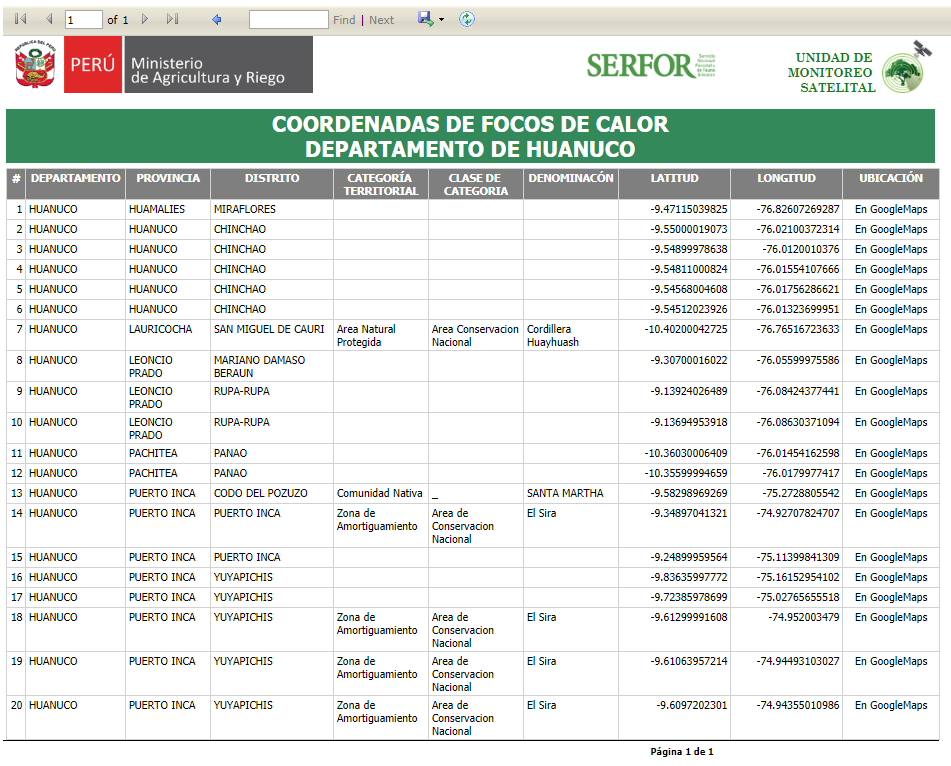 1 of 1 Find | Next
PERÚ Ministerio de Agricultura y Riego
SERFOR
UNIDAD DE
MONITOREO
SATELITAL
COORDENADAS DE FOCOS DE CALOR
DEPARTAMENTO DE HUANUCO
# DEPARTAMENTO PROVINCIA DISTRITO CATEGORÍA TERRITORIAL CLASE DE CATEGORIA DENOMINACÓN LATITUD LONGITUD UBICACIÓN
1 HUANUCO HUAMALIES MIRAFLORES -9.47115039825 -76.82607269287 En GoogleMaps
2 HUANUCO HUANUCO CHINCHAO -9.55000019073 -76.02100372314 En GoogleMaps
3 HUANUCO HUANUCO CHINCHAO -9.54899978638 -76.0120010376 En GoogleMaps
4 HUANUCO HUANUCO CHINCHAO -9.54811000824 -76.01554107666 En GoogleMaps
5 HUANUCO HUANUCO CHINCHAO -9.54568004608 -76.01756286621 En GoogleMaps
6 HUANUCO HUANUCO CHINCHAO -9.54512023926 -76.01323699951 En GoogleMaps
7 HUANUCO LAURICOCHA SAN MIGUEL DE CAURI Area Natural Protegida Area Conservacion Nacional Cordillera Huayhuash -10.40200042725 -76.76516723633 En GoogleMaps
8 HUANUCO LEONCIO PRADO MARIANO DAMASO BERAUN -9.30700016022 -76.05599975586 En GoogleMaps
9 HUANUCO LEONCIO PRADO RUPA-RUPA -9.13924026489 -76.08424377441 En GoogleMaps
10 HUANUCO LEONCIO PRADO RUPA-RUPA -9.13694953918 -76.08630371094 En GoogleMaps
11 HUANUCO PACHITEA PANAO -10.36030006409 -76.01454162598 En GoogleMaps
12 HUANUCO PACHITEA PANAO -10.35599994659 -76.0179977417 En GoogleMaps
13 HUANUCO PUERTO INCA CODO DEL POZUZO Comunidad Nativa _ SANTA MARTHA -9.58298969269 -75.2728805542 En GoogleMaps
14 HUANUCO PUERTO INCA PUERTO INCA Zona de Amortiguamiento Area de Conservacion Nacional El Sira -9.34897041321 -74.92707824707 En GoogleMaps
15 HUANUCO PUERTO INCA PUERTO INCA -9.24899959564 -75.11399841309 En GoogleMaps
16 HUANUCO PUERTO INCA YUYAPICHIS -9.83635997772 -75.16152954102 En GoogleMaps
17 HUANUCO PUERTO INCA YUYAPICHIS -9.72385978699 -75.02765655518 En GoogleMaps
18 HUANUCO PUERTO INCA YUYAPICHIS Zona de Amortiguamiento Area de Conservacion Nacional El Sira -9.61299991608 -74.952003479 En GoogleMaps
19 HUANUCO PUERTO INCA YUYAPICHIS Zona de Amortiguamiento Area de Conservacion Nacional El Sira -9.61063957214 -74.94493103027 En GoogleMaps
20 HUANUCO PUERTO INCA YUYAPICHIS Zona de Amortiguamiento Area de Conservacion Nacional El Sira -9.6097202301 -74.94355010986 En GoogleMaps
Página 1 de 1